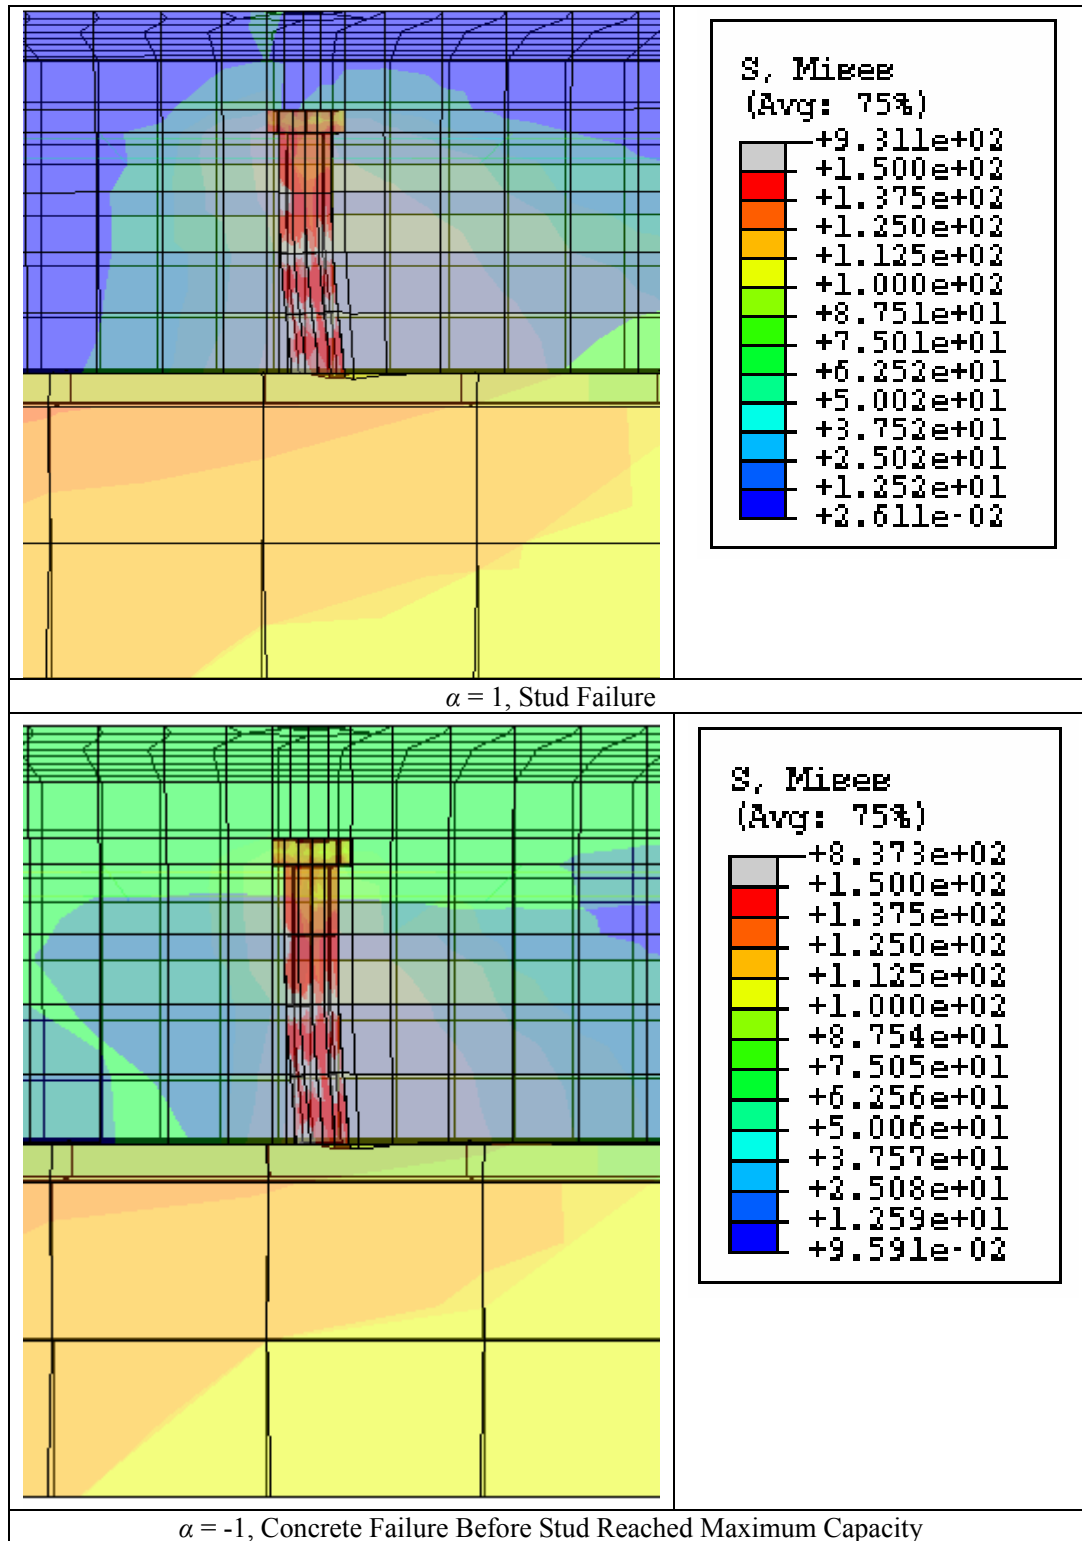 S, Mises
(Avg: 75%)
+9.311e+02
+1.500e+02
+1.375e+02
+1.250e+02
+1.125e+02
+1.000e+02
+8.751e+01
+7.501e+01
+6.252e+01
+5.002e+01
+3.752e+01
+2.502e+01
+1.252e+01
+2.611e-02
α = 1, Stud Failure
S, Mises
(Avg: 75%)
+8.373e+02
+1.500e+02
+1.375e+02
+1.250e+02
+1.125e+02
+1.000e+02
+8.754e+01
+7.505e+01
+6.256e+01
+5.006e+01
+3.757e+01
+2.508e+01
+1.259e+01
+9.591e-02
α = -1, Concrete Failure Before Stud Reached Maximum Capacity